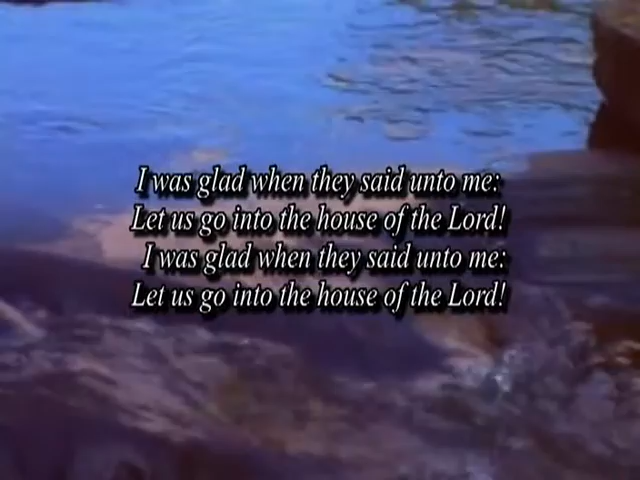 I was glad when they said unto me:
Let us go into the house of the Lord!
I was glad when they said unto me:
Let us go into the house of the Lord!